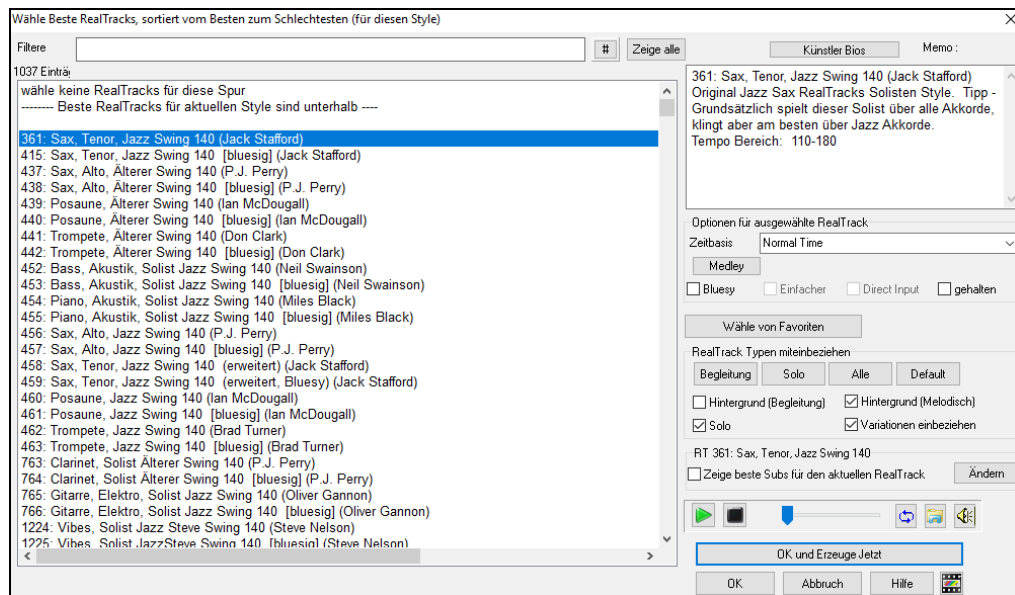 Wähle Beste RealTracks, sortiert vom Besten zum Schlechtesten (für diesen Style)
Filtere
#
Zeige alle
1037 Einträ
wähle keine RealTracks für diese Spur
-------- Beste RealTracks für aktuellen Style sind unterhalb ----
361: Sax, Tenor, Jazz Swing 140 (Jack Stafford)
415: Sax, Tenor, Jazz Swing 140 [bluesig] (Jack Stafford)
437: Sax, Alto, Älterer Swing 140 (P.J. Perry)
438: Sax, Alto, Älterer Swing 140 [bluesig] (P.J. Perry)
439: Posaune, Älterer Swing 140 (Ian McDougall)
440: Posaune, Älterer Swing 140 [bluesig] (Ian McDougall)
441: Trompete, Älterer Swing 140 (Don Clark)
442: Trompete, Älterer Swing 140 [bluesig] (Don Clark)
452: Bass, Akustik, Solist Jazz Swing 140 (Neil Swainson)
453: Bass, Akustik, Solist Jazz Swing 140 [bluesig] (Neil Swainson)
454: Piano, Akustik, Solist Jazz Swing 140 (Miles Black)
455: Piano, Akustik, Solist Jazz Swing 140 [bluesig] (Miles Black)
456: Sax, Alto, Jazz Swing 140 (P.J. Perry)
457: Sax, Alto, Jazz Swing 140 [bluesig] (P.J. Perry)
458: Sax, Tenor, Jazz Swing 140 (erweitert) (Jack Stafford)
459: Sax, Tenor, Jazz Swing 140 (erweitert, Bluesy) (Jack Stafford)
460: Posaune, Jazz Swing 140 (Ian McDougall)
461: Posaune, Jazz Swing 140 [bluesig] (Ian McDougall)
462: Trompete, Jazz Swing 140 (Brad Turner)
463: Trompete, Jazz Swing 140 [bluesig] (Brad Turner)
763: Clarinet, Solist Älterer Swing 140 (P.J. Perry)
764: Clarinet, Solist Älterer Swing 140 [bluesig] (P.J. Perry)
765: Gitarre, Elektro, Solist Jazz Swing 140 (Oliver Gannon)
766: Gitarre, Elektro, Solist Jazz Swing 140 [bluesig] (Oliver Gannon)
1224: Vibes, Solist Jazz Steve Swing 140 (Steve Nelson)
1225: Vibes, Solist JazzSteve Swing 140 [bluesig] (Steve Nelson)
Künstler Bios
Memo :
361: Sax, Tenor, Jazz Swing 140 (Jack Stafford)
Original Jazz Sax RealTracks Solisten Style. Tipp -
Grundsätzlich spielt dieser Solist über alle Akkorde,
klingt aber am besten über Jazz Akkorde.
Tempo Bereich: 110-180
Optionen für ausgewählte RealTrack
Zeitbasis
Normal Time
Medley
Bluesy
Einfacher
Direct Input
gehalten
Wähle von Favoriten
RealTrack Typen miteinbeziehen
Begleitung
Solo
Alle
Default
Hintergrund (Begleitung)
Hintergrund (Melodisch)
Solo
Variationen einbeziehen
RT 361: Sax, Tenor, Jazz Swing 140
Zeige beste Subs für den aktuellen RealTrack
Ändern
OK und Erzeuge Jetzt
OK
Abbruch
Hilfe